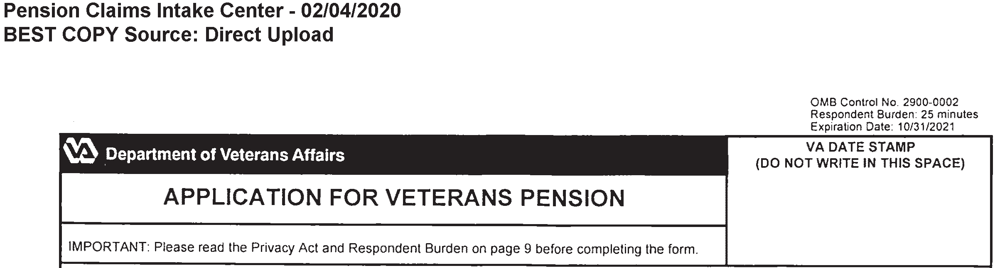 Pension Claims Intake Center - 02/04/2020
BEST COPY Source: Direct Upload
OMB Control No. 2900-0002
Respondent Burden: 25 minutes
Expiration Date: 10/31/2021
VA Department of Veterans Affairs
VA DATE STAMP
(DO NOT WRITE IN THIS SPACE)
APPLICATION FOR VETERANS PENSION
IMPORTANT: Please read the Privacy Act and Respondent Burden on page 9 before completing the form.